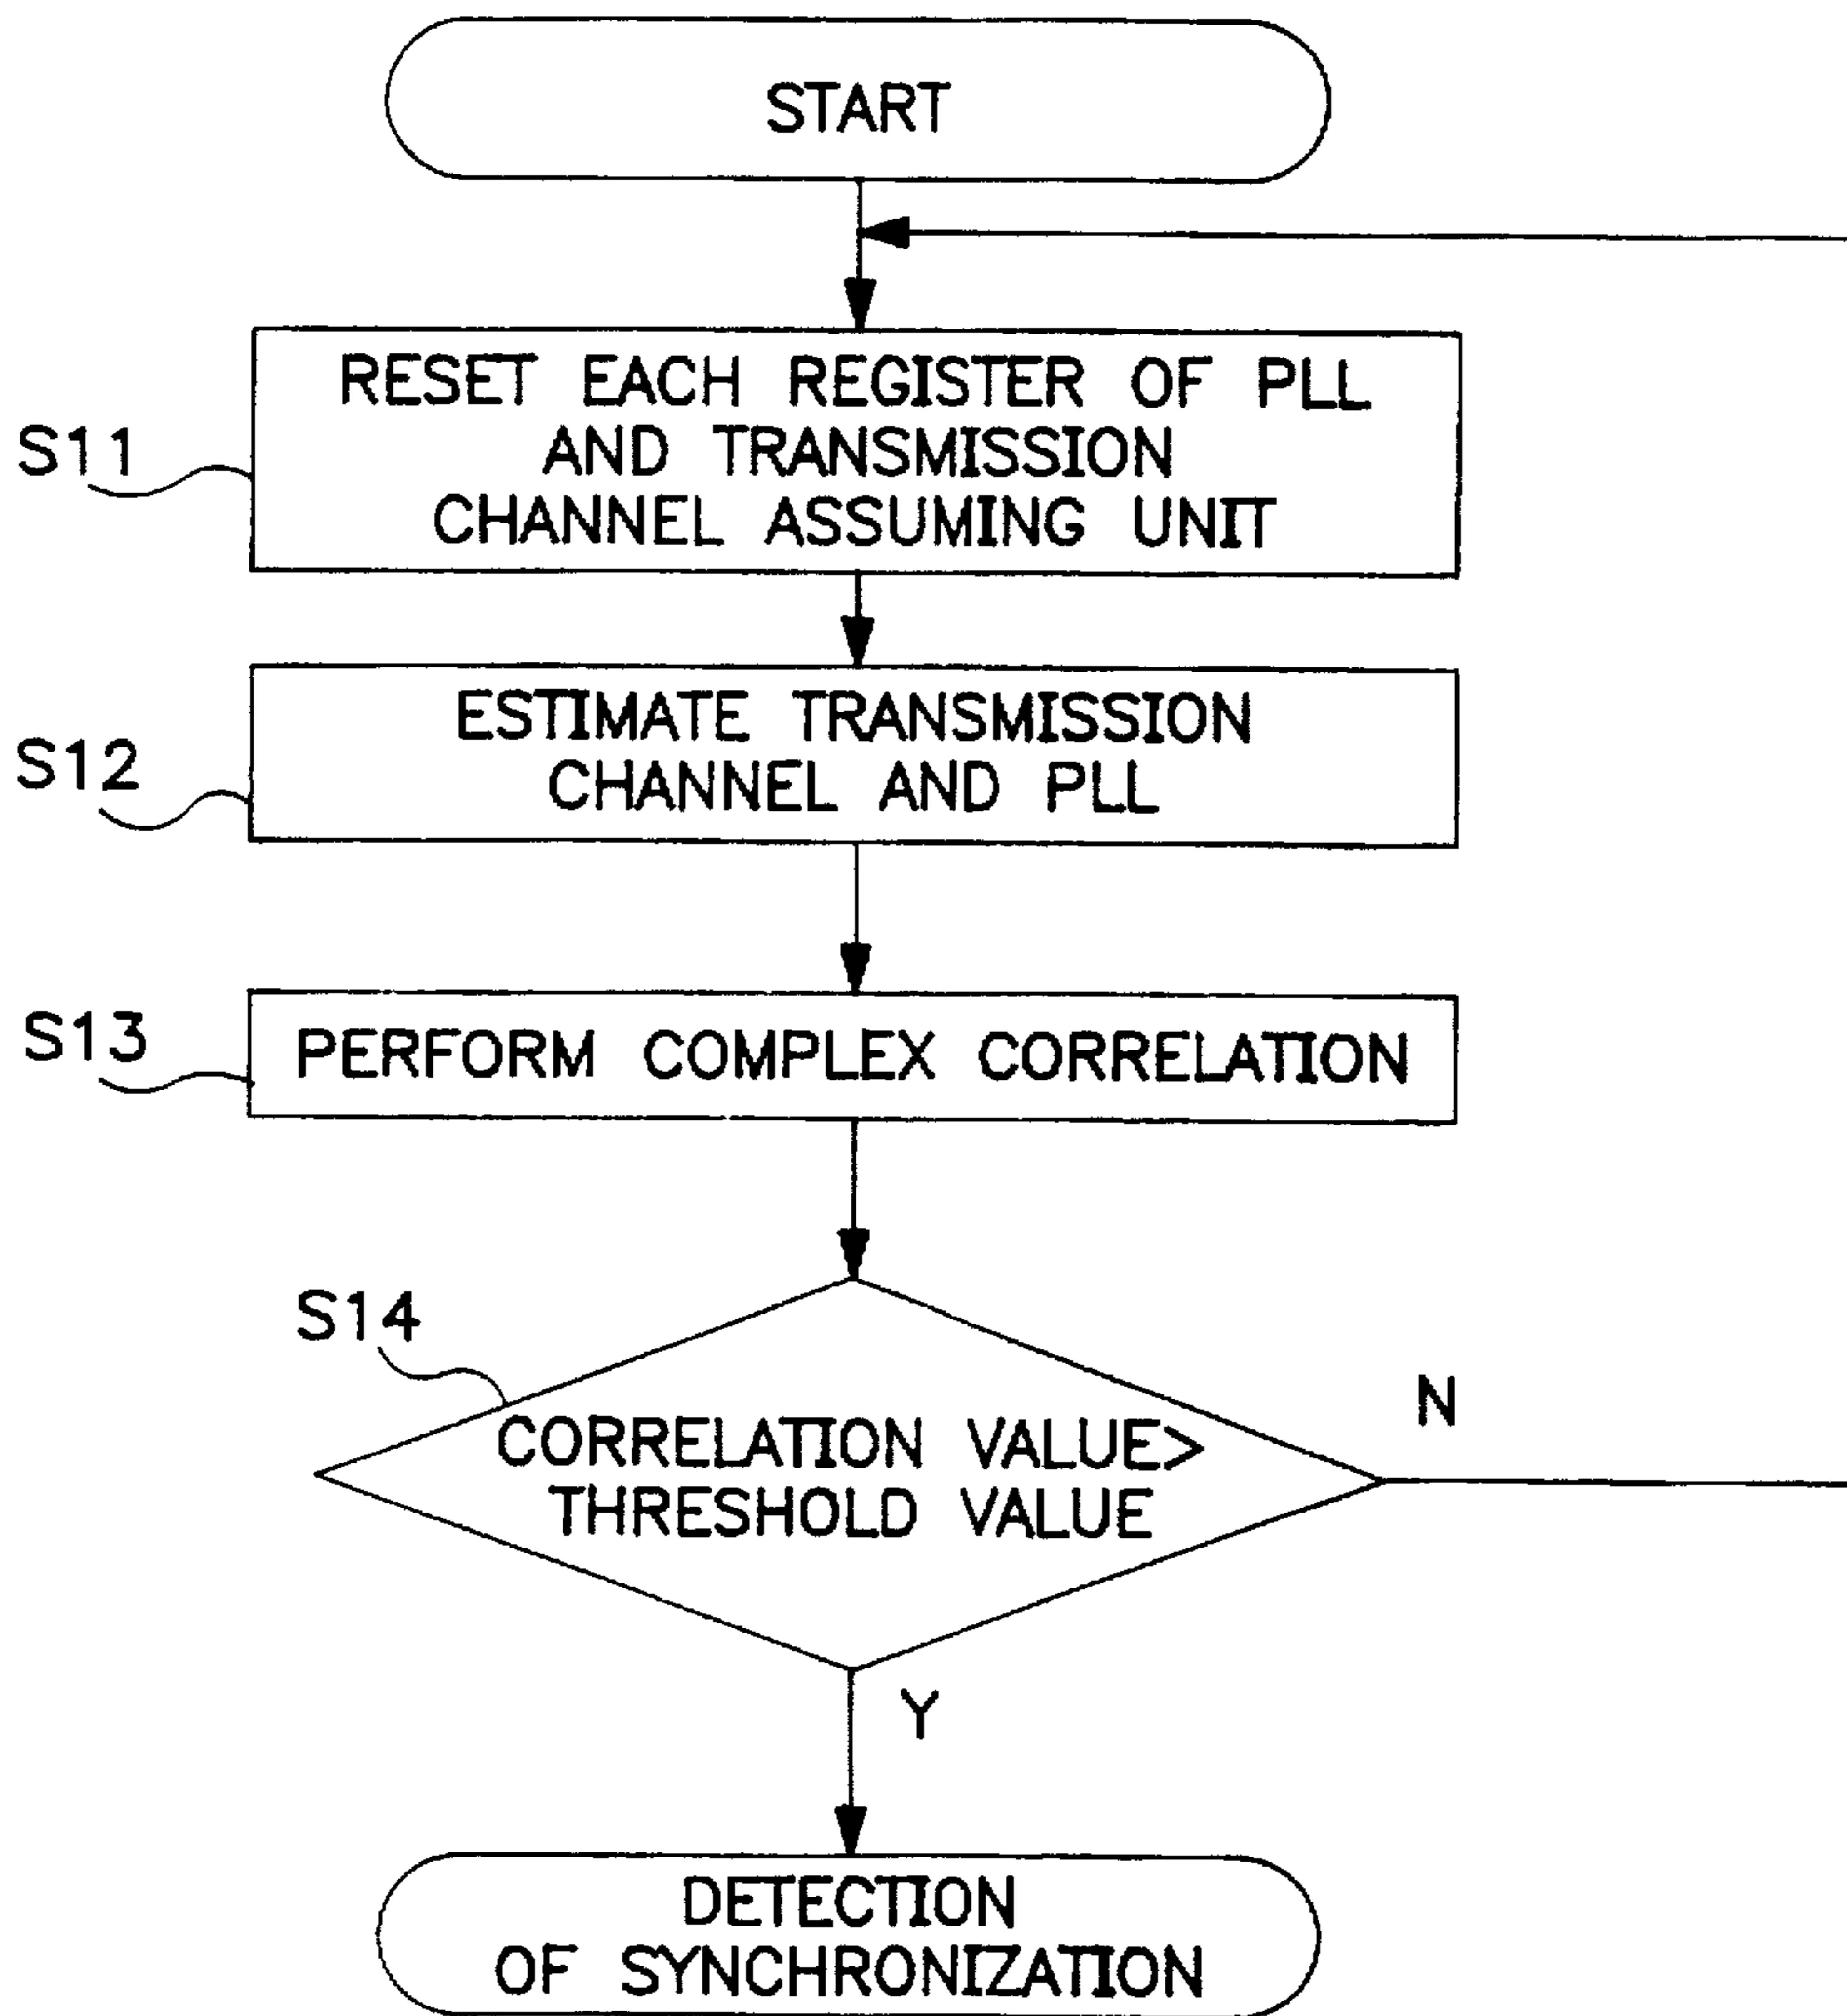 START
RESET EACH REGISTER OF PLL
AND TRANSMISSION
CHANNEL ASSUMING UNIT
S11
ESTIMATE TRANSMISSION
CHANNEL AND PLL
S12
S13
PERFORM COMPLEX CORRELATION
S14
CORRELATION VALUE>
THRESHOLD VALUE
N
Y
DETECTION
OF SYNCHRONIZATION